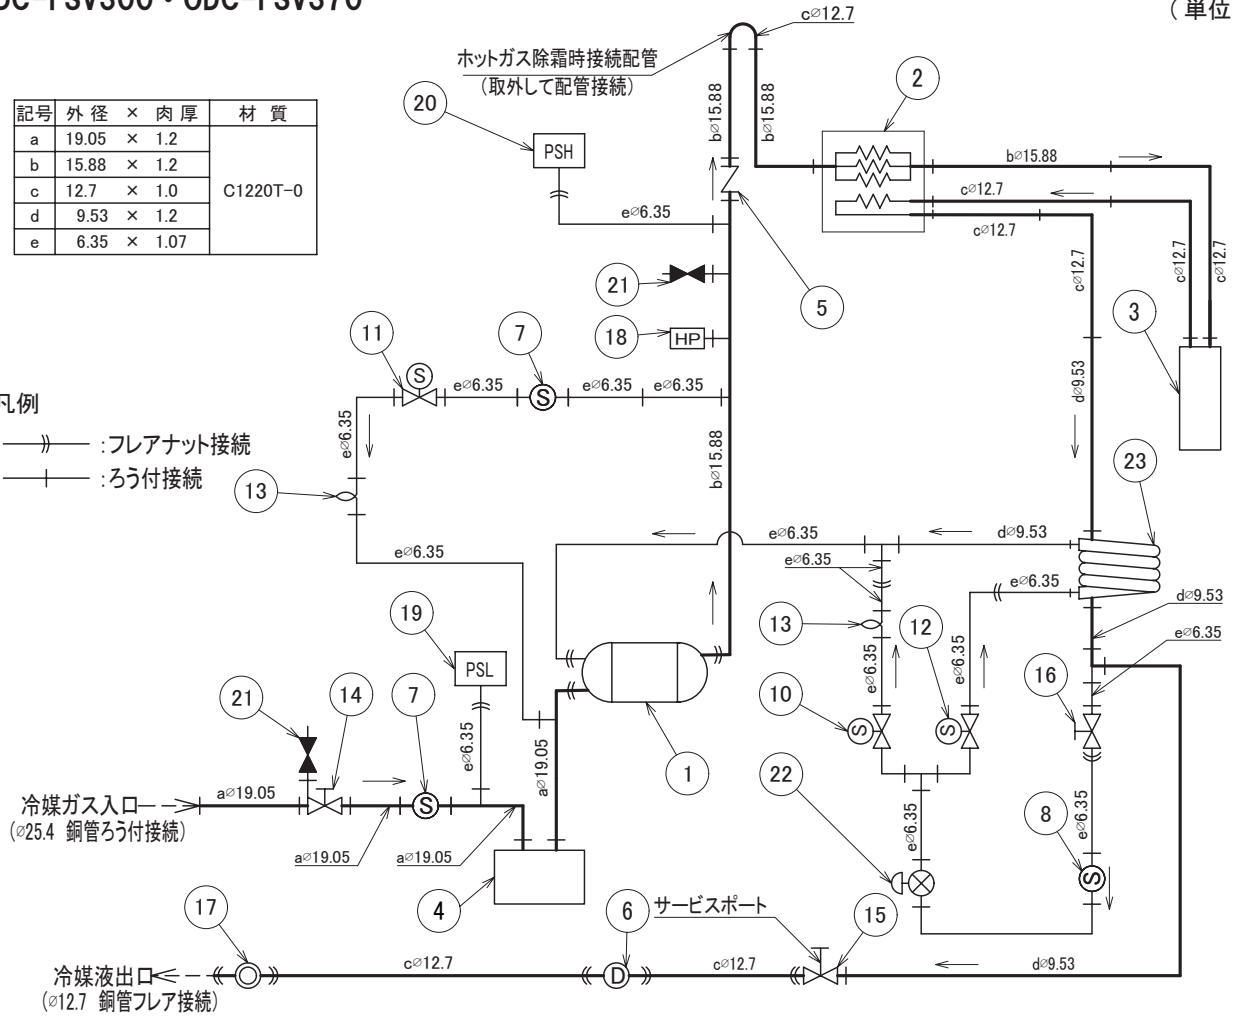 DC-PSV300・ODC-PSV370
(単位
記号 外 径 × 肉 厚 材 質
a 19.05 × 1.2
b 15.88 × 1.2
c 12.7 × 1.0 C1220T-0
d 9.53 × 1.2
e 6.35 × 1.07
凡例
:フレアナット接続
:ろう付接続
ホットガス除霜時接続配管
(取外して配管接続)
c⌀12.7
b⌀15.88
b⌀15.88
20
PSH
e⌀6.35
2
b⌀15.88
c⌀12.7
c⌀12.7
c⌀12.7
c⌀12.7
c⌀12.7
3
21
5
18
HP
11
S
7
S
e⌀6.35
e⌀6.35
e⌀6.35
e⌀6.35
d⌀9.53
13
b⌀15.88
23
e⌀6.35
e⌀6.35
d⌀9.53
e⌀6.35
e⌀6.35
d⌀9.53
e⌀6.35
19
PSL
13
12
e⌀6.35
e⌀6.35
16
10
S
S
21
14
7
e⌀6.35
a⌀19.05
1
22
8
冷媒ガス入口
(⌀25.4 銅管ろう付接続)
a⌀19.05
S
a⌀19.05
a⌀19.05
e⌀6.35
e⌀6.35
S
4
17
6
サービスポート
15
冷媒液出口
(⌀12.7 銅管フレア接続)
c⌀12.7
D
c⌀12.7
d⌀9.53